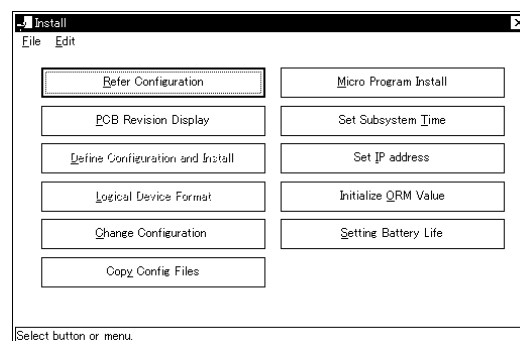 Install
File Edit
Refer Configuration
PCB Revision Display
Define Configuration and Install
Logical Device Format
Change Configuration
Copy Config Files
Micro Program Install
Set Subsystem Time
Set IP address
Initialize ORM Value
Setting Battery Life
Select button or menu.